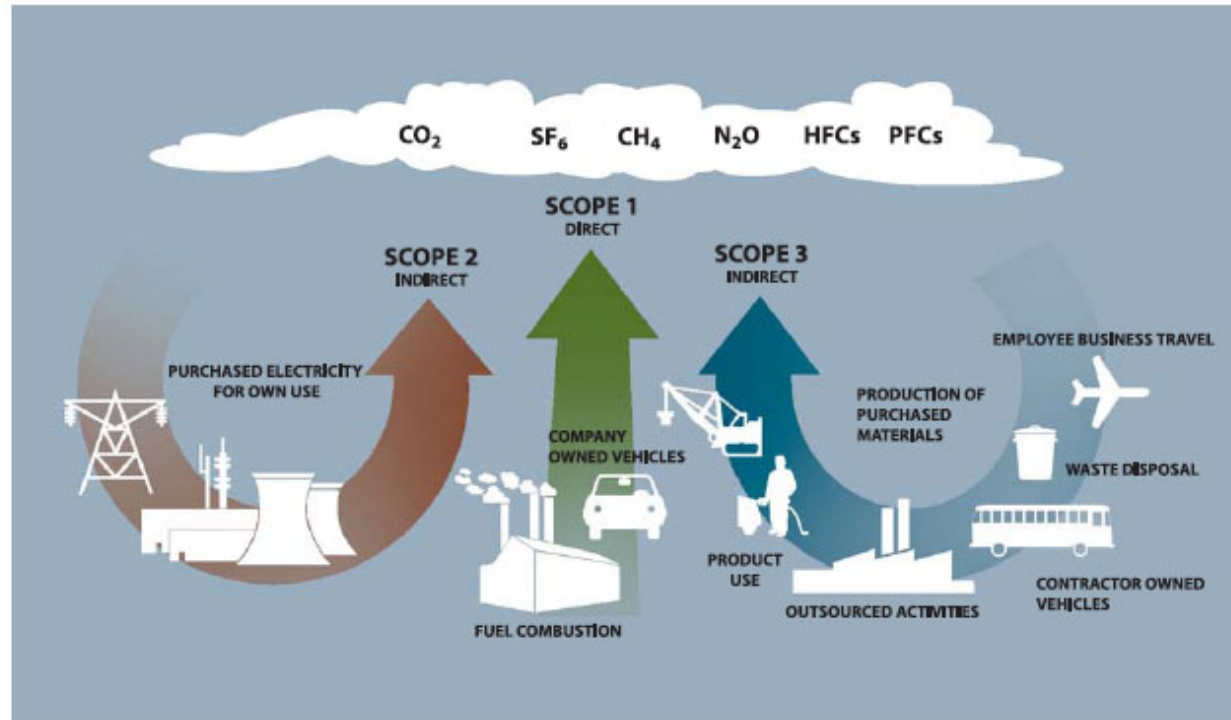 CO₂ SF₆ CH₄ N₂O HFCs PFCs
SCOPE 1
DIRECT
SCOPE 2
INDIRECT
SCOPE 3
INDIRECT
PURCHASED ELECTRICITY
FOR OWN USE
COMPANY
OWNED VEHICLES
FUEL COMBUSTION
EMPLOYEE BUSINESS TRAVEL
PRODUCTION OF
PURCHASED
MATERIALS
WASTE DISPOSAL
PRODUCT
USE
OUTSOURCED ACTIVITIES
CONTRACTOR OWNED
VEHICLES